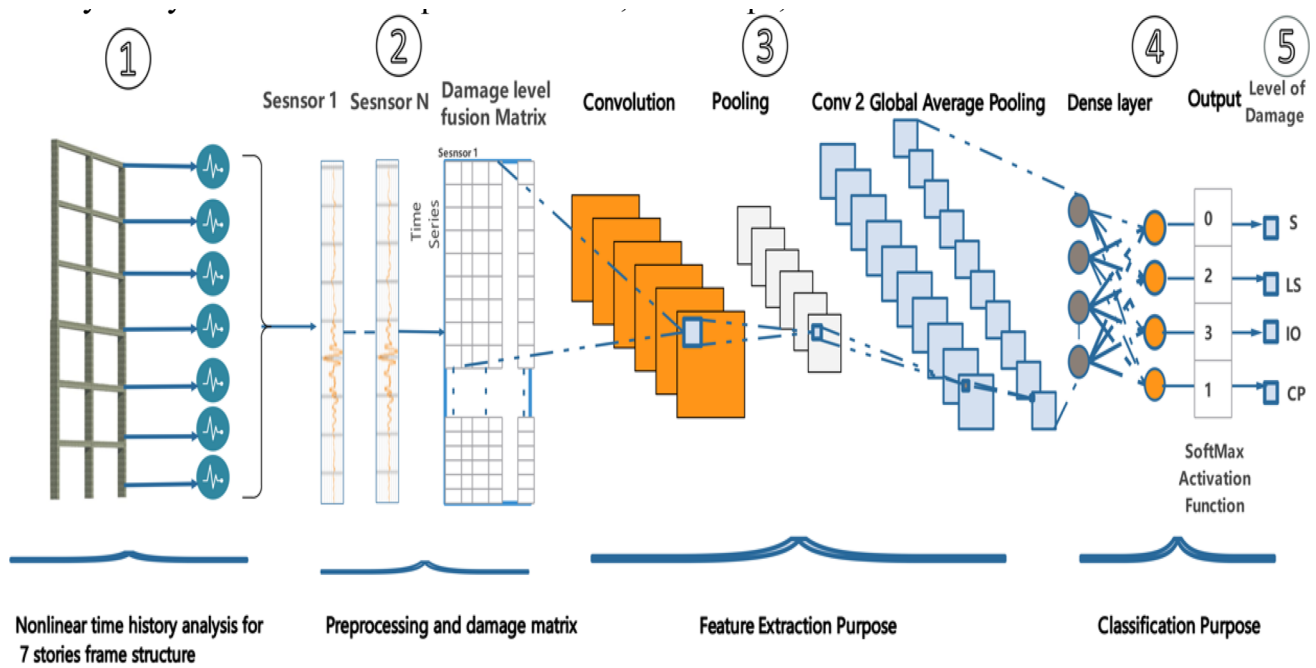 1
2
3
4
5
Sesnsor 1
Sesnsor N
Damage level
fusion Matrix
Convolution
Pooling
Conv 2 Global Average Pooling
Dense layer
Output
Level of
Damage
Sesnsor 1
Time
Series
0
2
3
1
S
LS
IO
CP
SoftMax
Activation
Function
Nonlinear time history analysis for
7 stories frame structure
Preprocessing and damage matrix
Feature Extraction Purpose
Classification Purpose